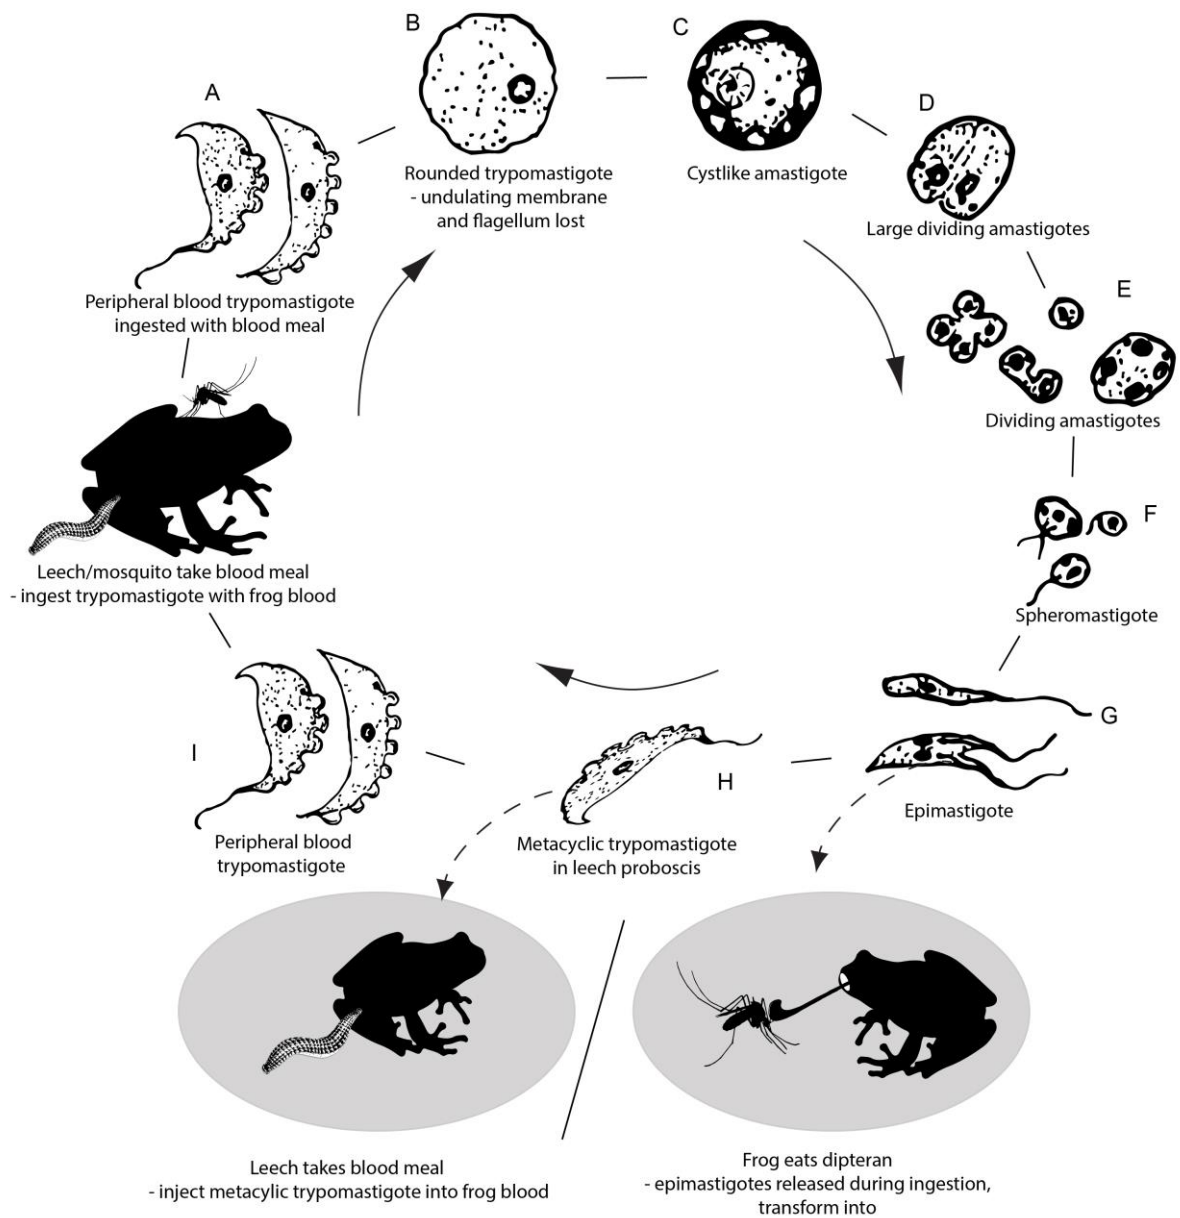 A
B
C
D
Rounded trypomastigote
- undulating membrane
and flagellum lost
Cystlike amastigote
Large dividing amastigotes
E
Peripheral blood trypomastigote
ingested with blood meal
Dividing amastigotes
F
Leech/mosquito take blood meal
- ingest trypomastigote with frog blood
Spheromastigote
G
I
H
Epimastigote
Peripheral blood
trypomastigote
Metacyclic trypomastigote
in leech proboscis
Leech takes blood meal
- inject metacylic trypomastigote into frog blood
Frog eats dipteran
- epimastigotes released during ingestion,
transform into